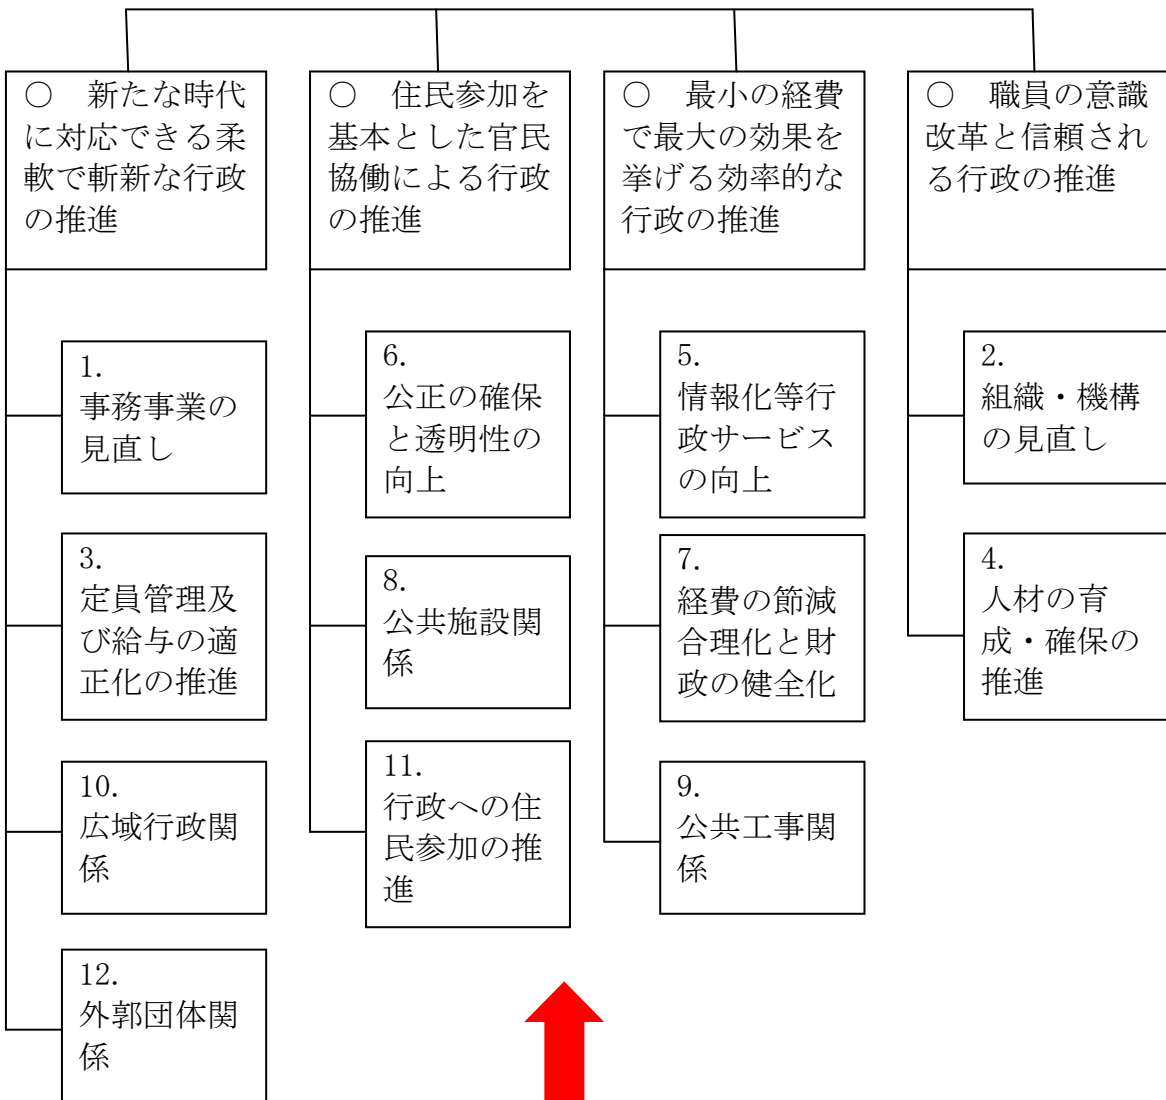 ○　新たな時代
に対応できる柔
軟で斬新な行政
の推進
○　住民参加を
基本とした官民
協働による行政
の推進
○　最小の経費
で最大の効果を
挙げる効率的な
行政の推進
○　職員の意識
改革と信頼され
る行政の推進
1.
事務事業の
見直し
3.
定員管理及
び給与の適
正化の推進
10.
広域行政関
係
12.
外郭団体関
係
6.
公正の確保
と透明性の
向上
8.
公共施設関
係
11.
行政への住
民参加の推
進
5.
情報化等行
政サービス
の向上
7.
経費の節減
合理化と財
政の健全化
9.
公共工事関
係
2.
組織・機構
の見直し
4.
人材の育
成・確保の
推進